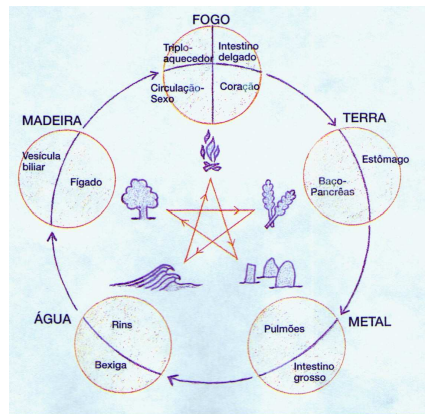 FOGO
Triplo-
aquecedor
Intestino
delgado
Circulação-
Sexo
Coração
MADEIRA
Vesícula
biliar
Fígado
TERRA
Estômago
Baço-
Pancrêas
ÁGUA
Rins
Bexiga
METAL
Pulmões
Intestino
grosso